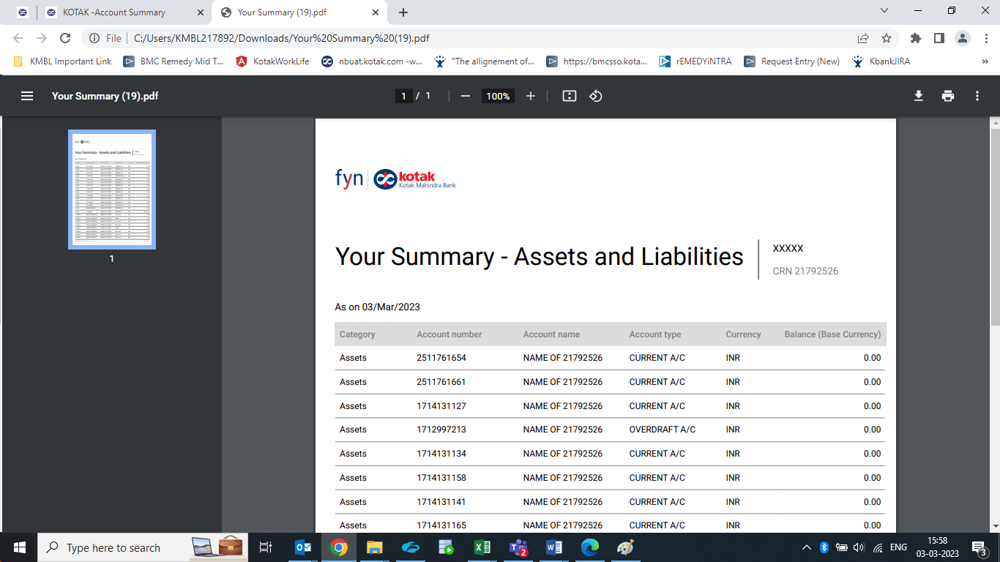 KOTAK -Account Summary
Your Summary (19).pdf
File
C:/Users/KMBL217892/Downloads/Your%20Summary%20(19).pdf
KMBL Important Link
BMC Remedy Mid T...
KotakWorkLife
nbuat.kotak.com -w...
"The allignement of...
https://bmcsso.kota...
rEMEDYiNTRA
Request Entry (New)
KbankJIRA
»
Your Summary (19).pdf
1 / 1
100%
1
fyn kotak
Kotak Mahindra Bank
Your Summary - Assets and Liabilities
XXXXX
CRN 21792526
As on 03/Mar/2023
Category Account number Account name Account type Currency Balance (Base Currency)
Assets 2511761654 NAME OF 21792526 CURRENT A/C INR 0.00
Assets 2511761661 NAME OF 21792526 CURRENT A/C INR 0.00
Assets 1714131127 NAME OF 21792526 CURRENT A/C INR 0.00
Assets 1712997213 NAME OF 21792526 OVERDRAFT A/C INR 0.00
Assets 1714131134 NAME OF 21792526 CURRENT A/C INR 0.00
Assets 1714131158 NAME OF 21792526 CURRENT A/C INR 0.00
Assets 1714131141 NAME OF 21792526 CURRENT A/C INR 0.00
Assets 1714131165 NAME OF 21792526 CURRENT A/C INR 0.00
Type here to search
2
ENG
15:58
03-03-2023
3